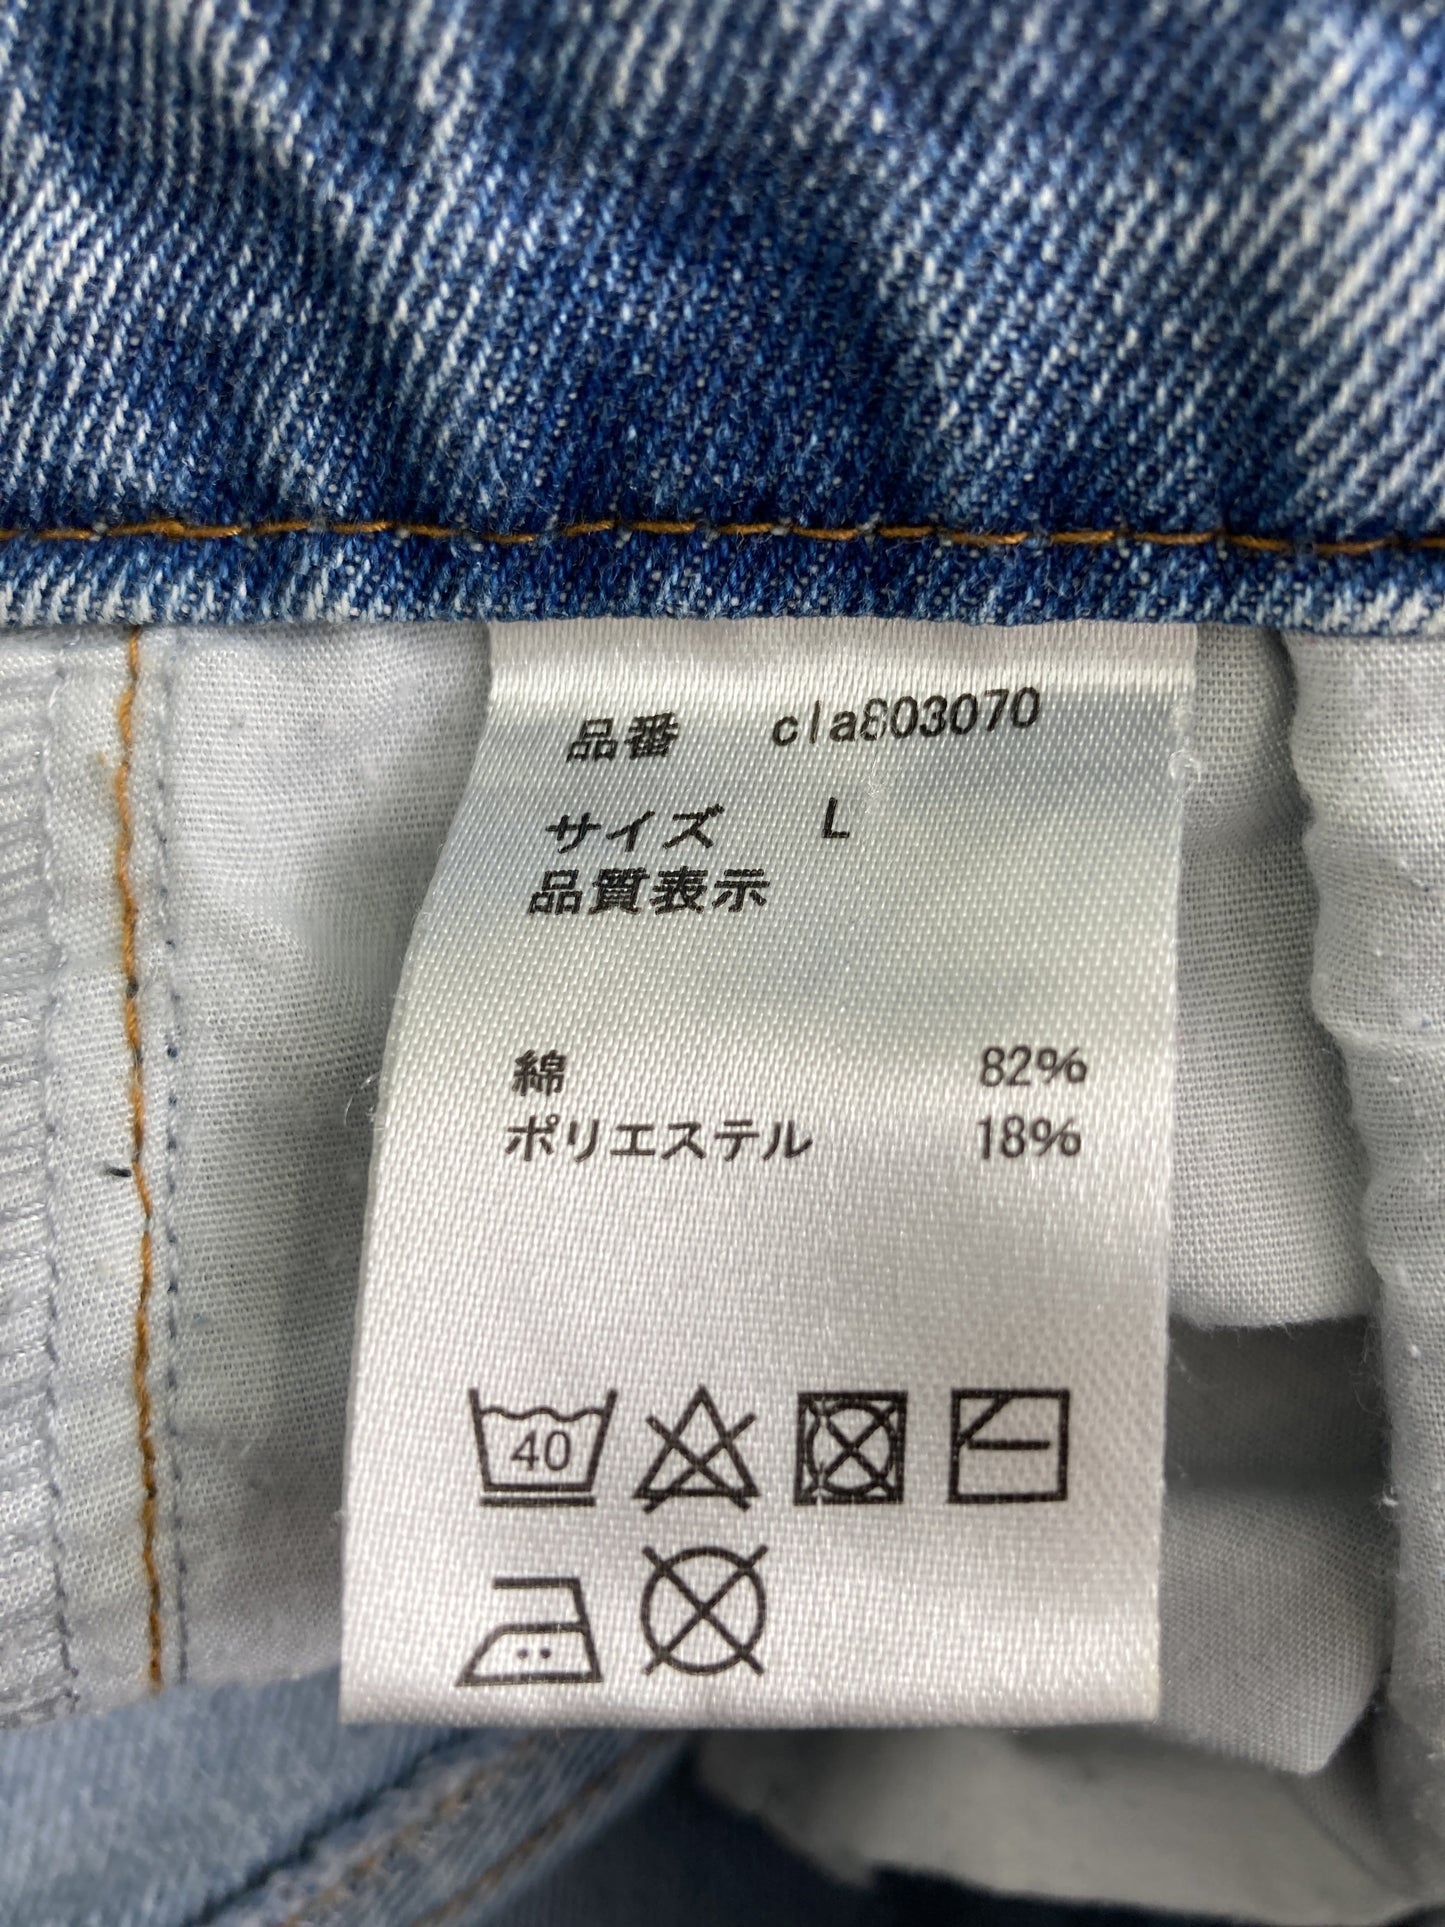 品番 cla803070
サイズ L
品質表示
綿 82%
ポリエステル 18%
40